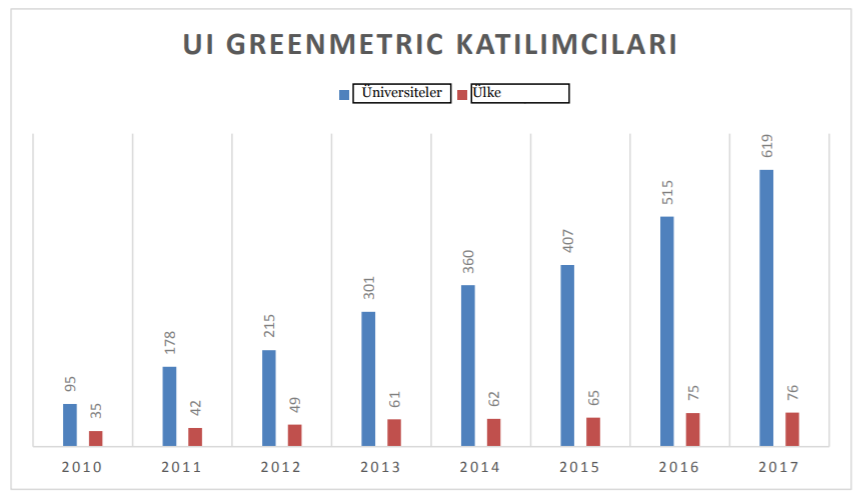 UI GREENMETRIC KATILIMCILARI
Üniversiteler Ülke
95 35 178 42 215 49 301 61 360 62 407 65 515 75 619 76
2010 2011 2012 2013 2014 2015 2016 2017